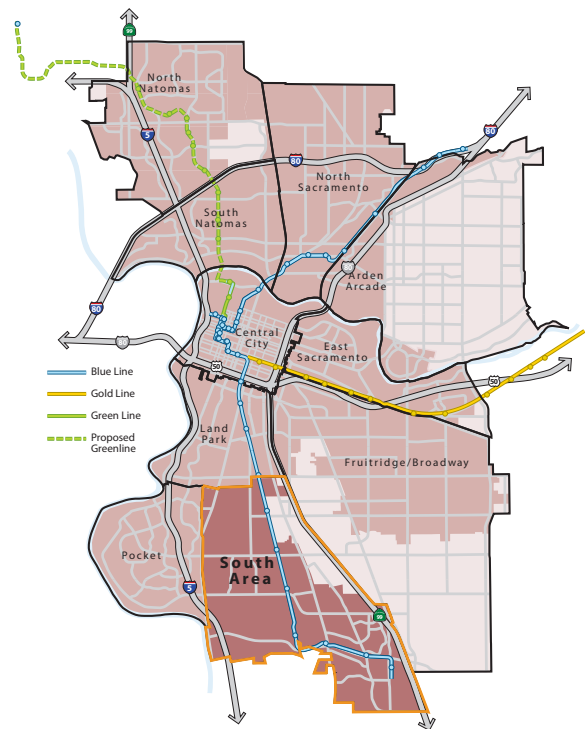 99
North
Natomas
5
80
80
North
Sacramento
South
Natomas
Arden
Arcade
80
Central
City
East
Sacramento
50
50
Blue Line
Gold Line
Green Line
Proposed
Greenline
Land
Park
Fruitridge/Broadway
Pocket
South
Area
5
99